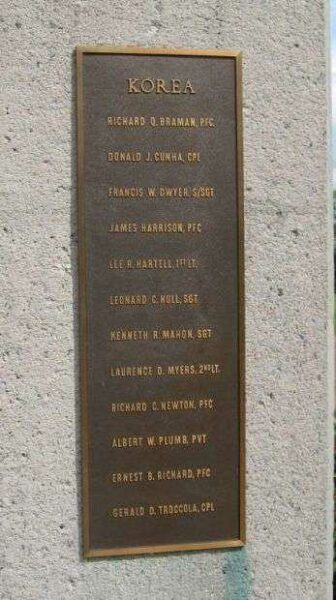 KOREA
RICHARD Q. BRAMAN, PFC
DONALD J. CUNHA, CPL
FRANCIS W. DWYER, S/SGT
JAMES HARRISON, PFC
LEE R. HARTELL, 1ST LT.
LEONARD C. HULL, SGT
KENNETH R. MAHON, SGT
LAURENCE D. MYERS, 2ND LT.
RICHARD C. NEWTON, PFC
ALBERT W. PLUMB, PVT
ERNEST B. RICHARD, PFC
GERALD D. TROCCOLA, CPL